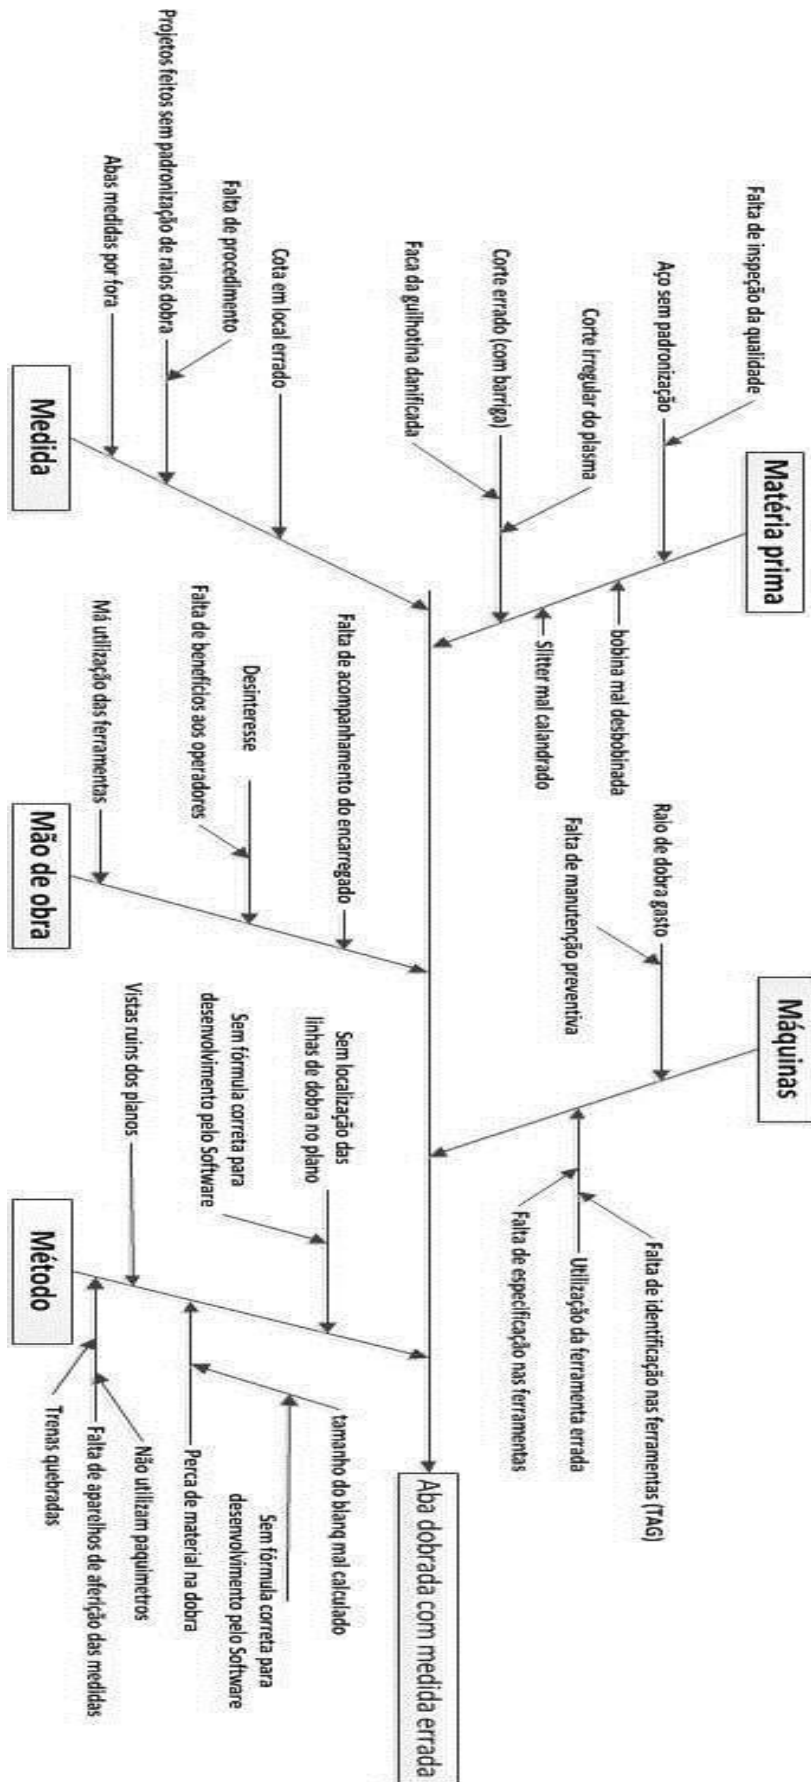 Matéria prima
Falta de inspeção da qualidade
Aço sem padronização
bobina mal desbobinada
Slitter mal calandrado
Corte irregular do plasma
Corte errado (com barriga)
Faca da guilhotina danificada
Máquinas
Raio de dobra gasto
Falta de manutenção preventiva
Falta de identificação nas ferramentas (TAG)
Utilização da ferramenta errada
Falta de especificação nas ferramentas
Aba dobrada com medida errada
Cota em local errado
Falta de procedimento
Projetos feitos sem padronização de raios dobra
Abas medidas por fora
Medida
Falta de acompanhamento do encarregado
Desinteresse
Falta de benefícios aos operadores
Má utilização das ferramentas
Mão de obra
Sem localização das
linhas de dobra no plano
Sem fórmula correta para
desenvolvimento pelo Software
Vistas ruins dos planos
tamanho do blanq mal calculado
Sem fórmula correta para
desenvolvimento pelo Software
Perca de material na dobra
Não utilizam paquimetros
Falta de aparelhos de aferição das medidas
Trenas quebradas
Método